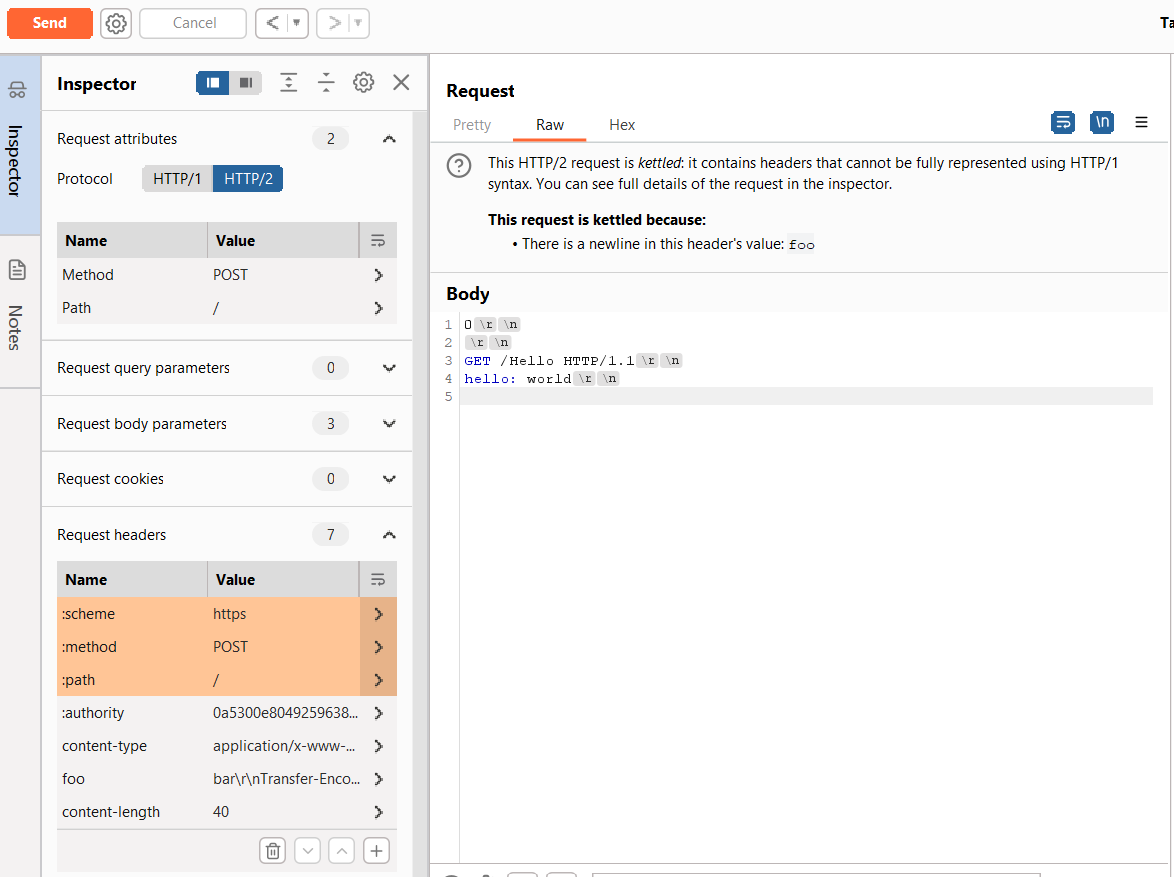 Send
Cancel
Ta
Inspector
Notes
Inspector
Request attributes 2
Protocol HTTP/1 HTTP/2
Name Value
Method POST
Path /
Request query parameters 0
Request body parameters 3
Request cookies 0
Request headers 7
Name Value
:scheme https
:method POST
:path /
:authority 0a5300e8049259638...
content-type application/x-www-...
foo bar\r\nTransfer-Enco...
content-length 40
Request
Pretty Raw Hex
\n
This HTTP/2 request is kettled: it contains headers that cannot be fully represented using HTTP/1
syntax. You can see full details of the request in the inspector.
This request is kettled because:
• There is a newline in this header's value: foo
Body
1 0 \r \n
2 \r \n
3 GET /Hello HTTP/1.1 \r \n
4 hello: world \r \n
5